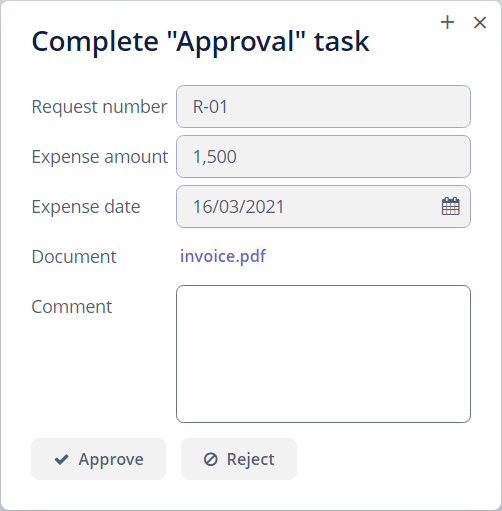 Complete "Approval" task
Request number R-01
Expense amount 1,500
Expense date 16/03/2021
Document invoice.pdf
Comment
Approve Reject